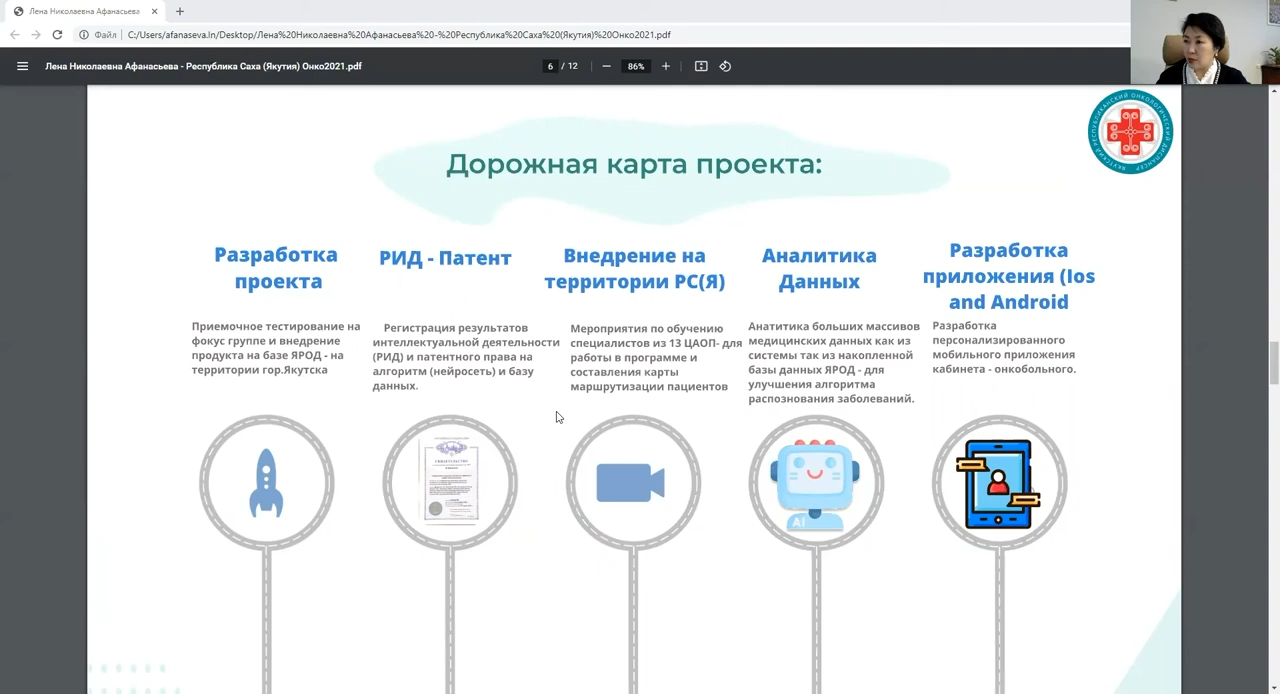 Лена Николаевна Афанасьева
Файл
C:/Users/afanaseva.ln/Desktop/Лена%20Николаевна%20Афанасьева%20-%20Республика%20Саха%20(Якутия)%20Онко2021.pdf
Лена Николаевна Афанасьева - Республика Саха (Якутия) Онко2021.pdf
6 / 12
86%
ЯКУТСКИЙ РЕСПУБЛИКАНСКИЙ ОНКОЛОГИЧЕСКИЙ ДИСПАНСЕР
Дорожная карта проекта:
Разработка
проекта
Приемочное тестирование на
фокус группе и внедрение
продукта на базе ЯРОД - на
территории гор.Якутска
РИД - Патент
Регистрация результатов
интеллектуальной деятельности
(РИД) и патентного права на
алгоритм (нейросеть) и базу
данных.
Внедрение на
территории РС(Я)
Мероприятия по обучению
специалистов из 13 ЦАОП- для
работы в программе и
составления карты
маршрутизации пациентов
Аналитика
Данных
Анатитика больших массивов
медицинских данных как из
системы так из накопленной
базы данных ЯРОД - для
улучшения алгоритма
распознования заболеваний.
Разработка
приложения (Ios
and Android
Разработка
персонализированного
мобильного приложения
кабинета - онкобольного.
AI